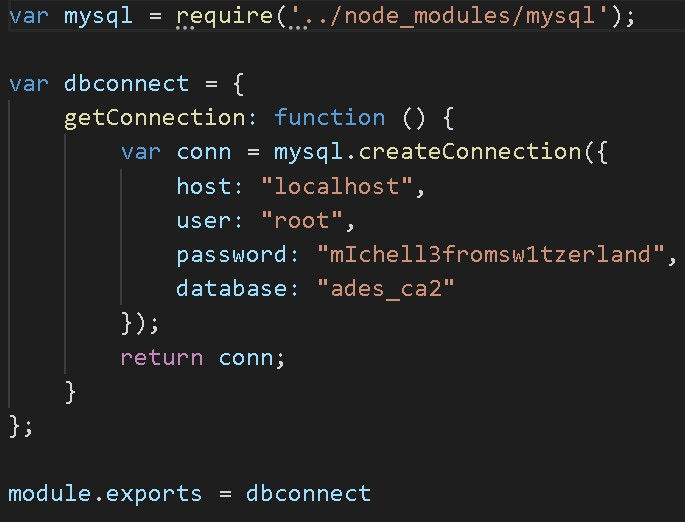 var mysql = require('../node_modules/mysql');
var dbconnect = {
getConnection: function () {
var conn = mysql.createConnection({
host: "localhost",
user: "root",
password: "mIchell3fromsw1tzerland",
database: "ades_ca2"
});
return conn;
}
};
module.exports = dbconnect